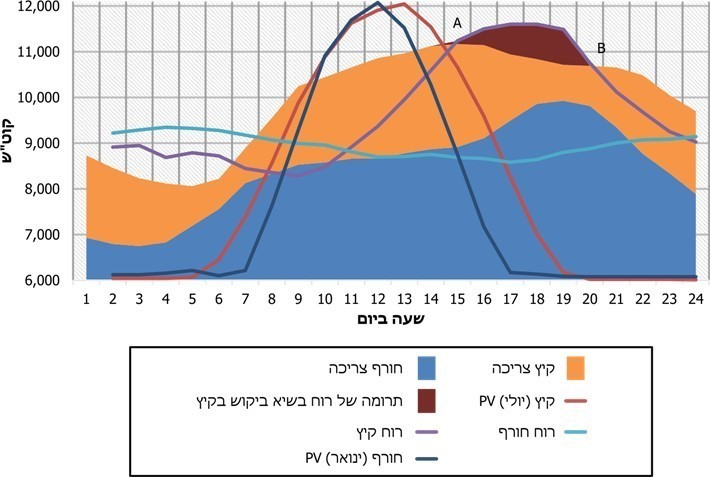 12,000
11,000
10,000
9,000
8,000
7,000
6,000
קוט"ש
A
B
1 2 3 4 5 6 7 8 9 10 11 12 13 14 15 16 17 18 19 20 21 22 23 24
שעה ביום
קיץ צריכה
חורף צריכה
קיץ (יולי) PV
תרומה של רוח בשיא ביקוש בקיץ
רוח חורף
רוח קיץ
חורף (ינואר) PV